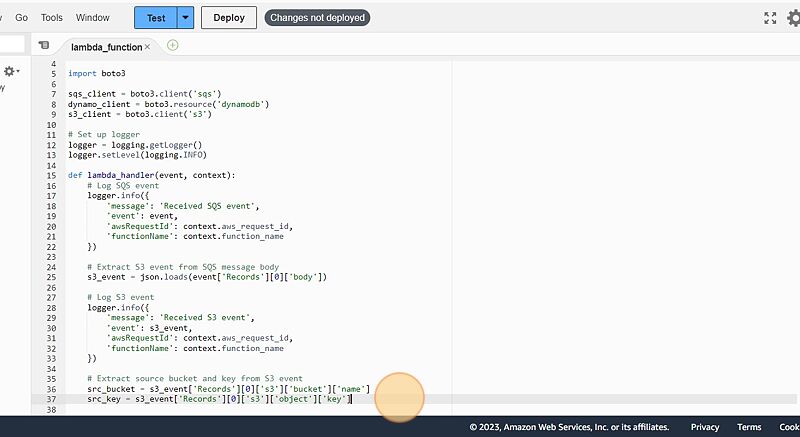 Go Tools Window Test Deploy Changes not deployed
lambda_function
4
5 import boto3
6
7 sqs_client = boto3.client('sqs')
8 dynamo_client = boto3.resource('dynamodb')
9 s3_client = boto3.client('s3')
10
11 # Set up logger
12 logger = logging.getLogger()
13 logger.setLevel(logging.INFO)
14
15 def lambda_handler(event, context):
16 # Log SQS event
17 logger.info({
18 'message': 'Received SQS event',
19 'event': event,
20 'awsRequestId': context.aws_request_id,
21 'functionName': context.function_name
22 })
23
24 # Extract S3 event from SQS message body
25 s3_event = json.loads(event['Records'][0]['body'])
26
27 # Log S3 event
28 logger.info({
29 'message': 'Received S3 event',
30 'event': s3_event,
31 'awsRequestId': context.aws_request_id,
32 'functionName': context.function_name
33 })
34
35 # Extract source bucket and key from S3 event
36 src_bucket = s3_event['Records'][0]['s3']['bucket']['name']
37 src_key = s3_event['Records'][0]['s3']['object']['key']
38
© 2023, Amazon Web Services, Inc. or its affiliates. Privacy Terms Cook